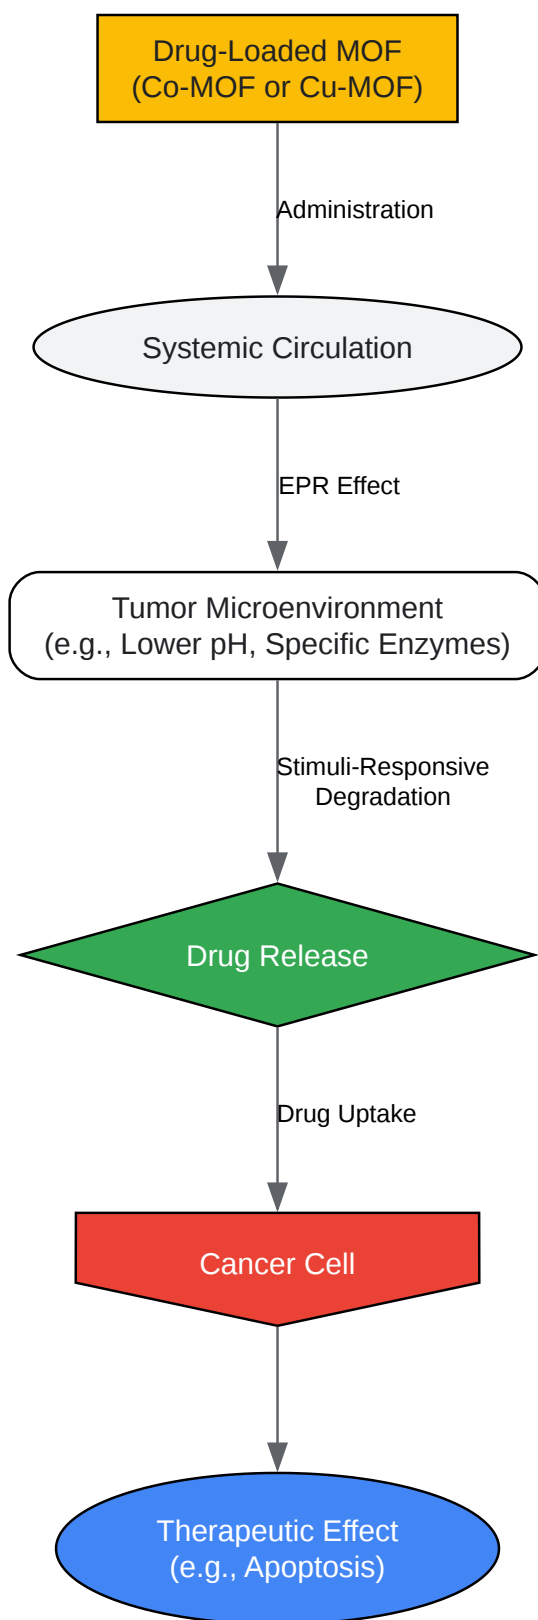 Drug-Loaded MOF
(Co-MOF or Cu-MOF)
Administration
Systemic Circulation
EPR Effect
Tumor Microenvironment
(e.g., Lower pH, Specific Enzymes)
Stimuli-Responsive
Degradation
Drug Release
Drug Uptake
Cancer Cell
Therapeutic Effect
(e.g., Apoptosis)